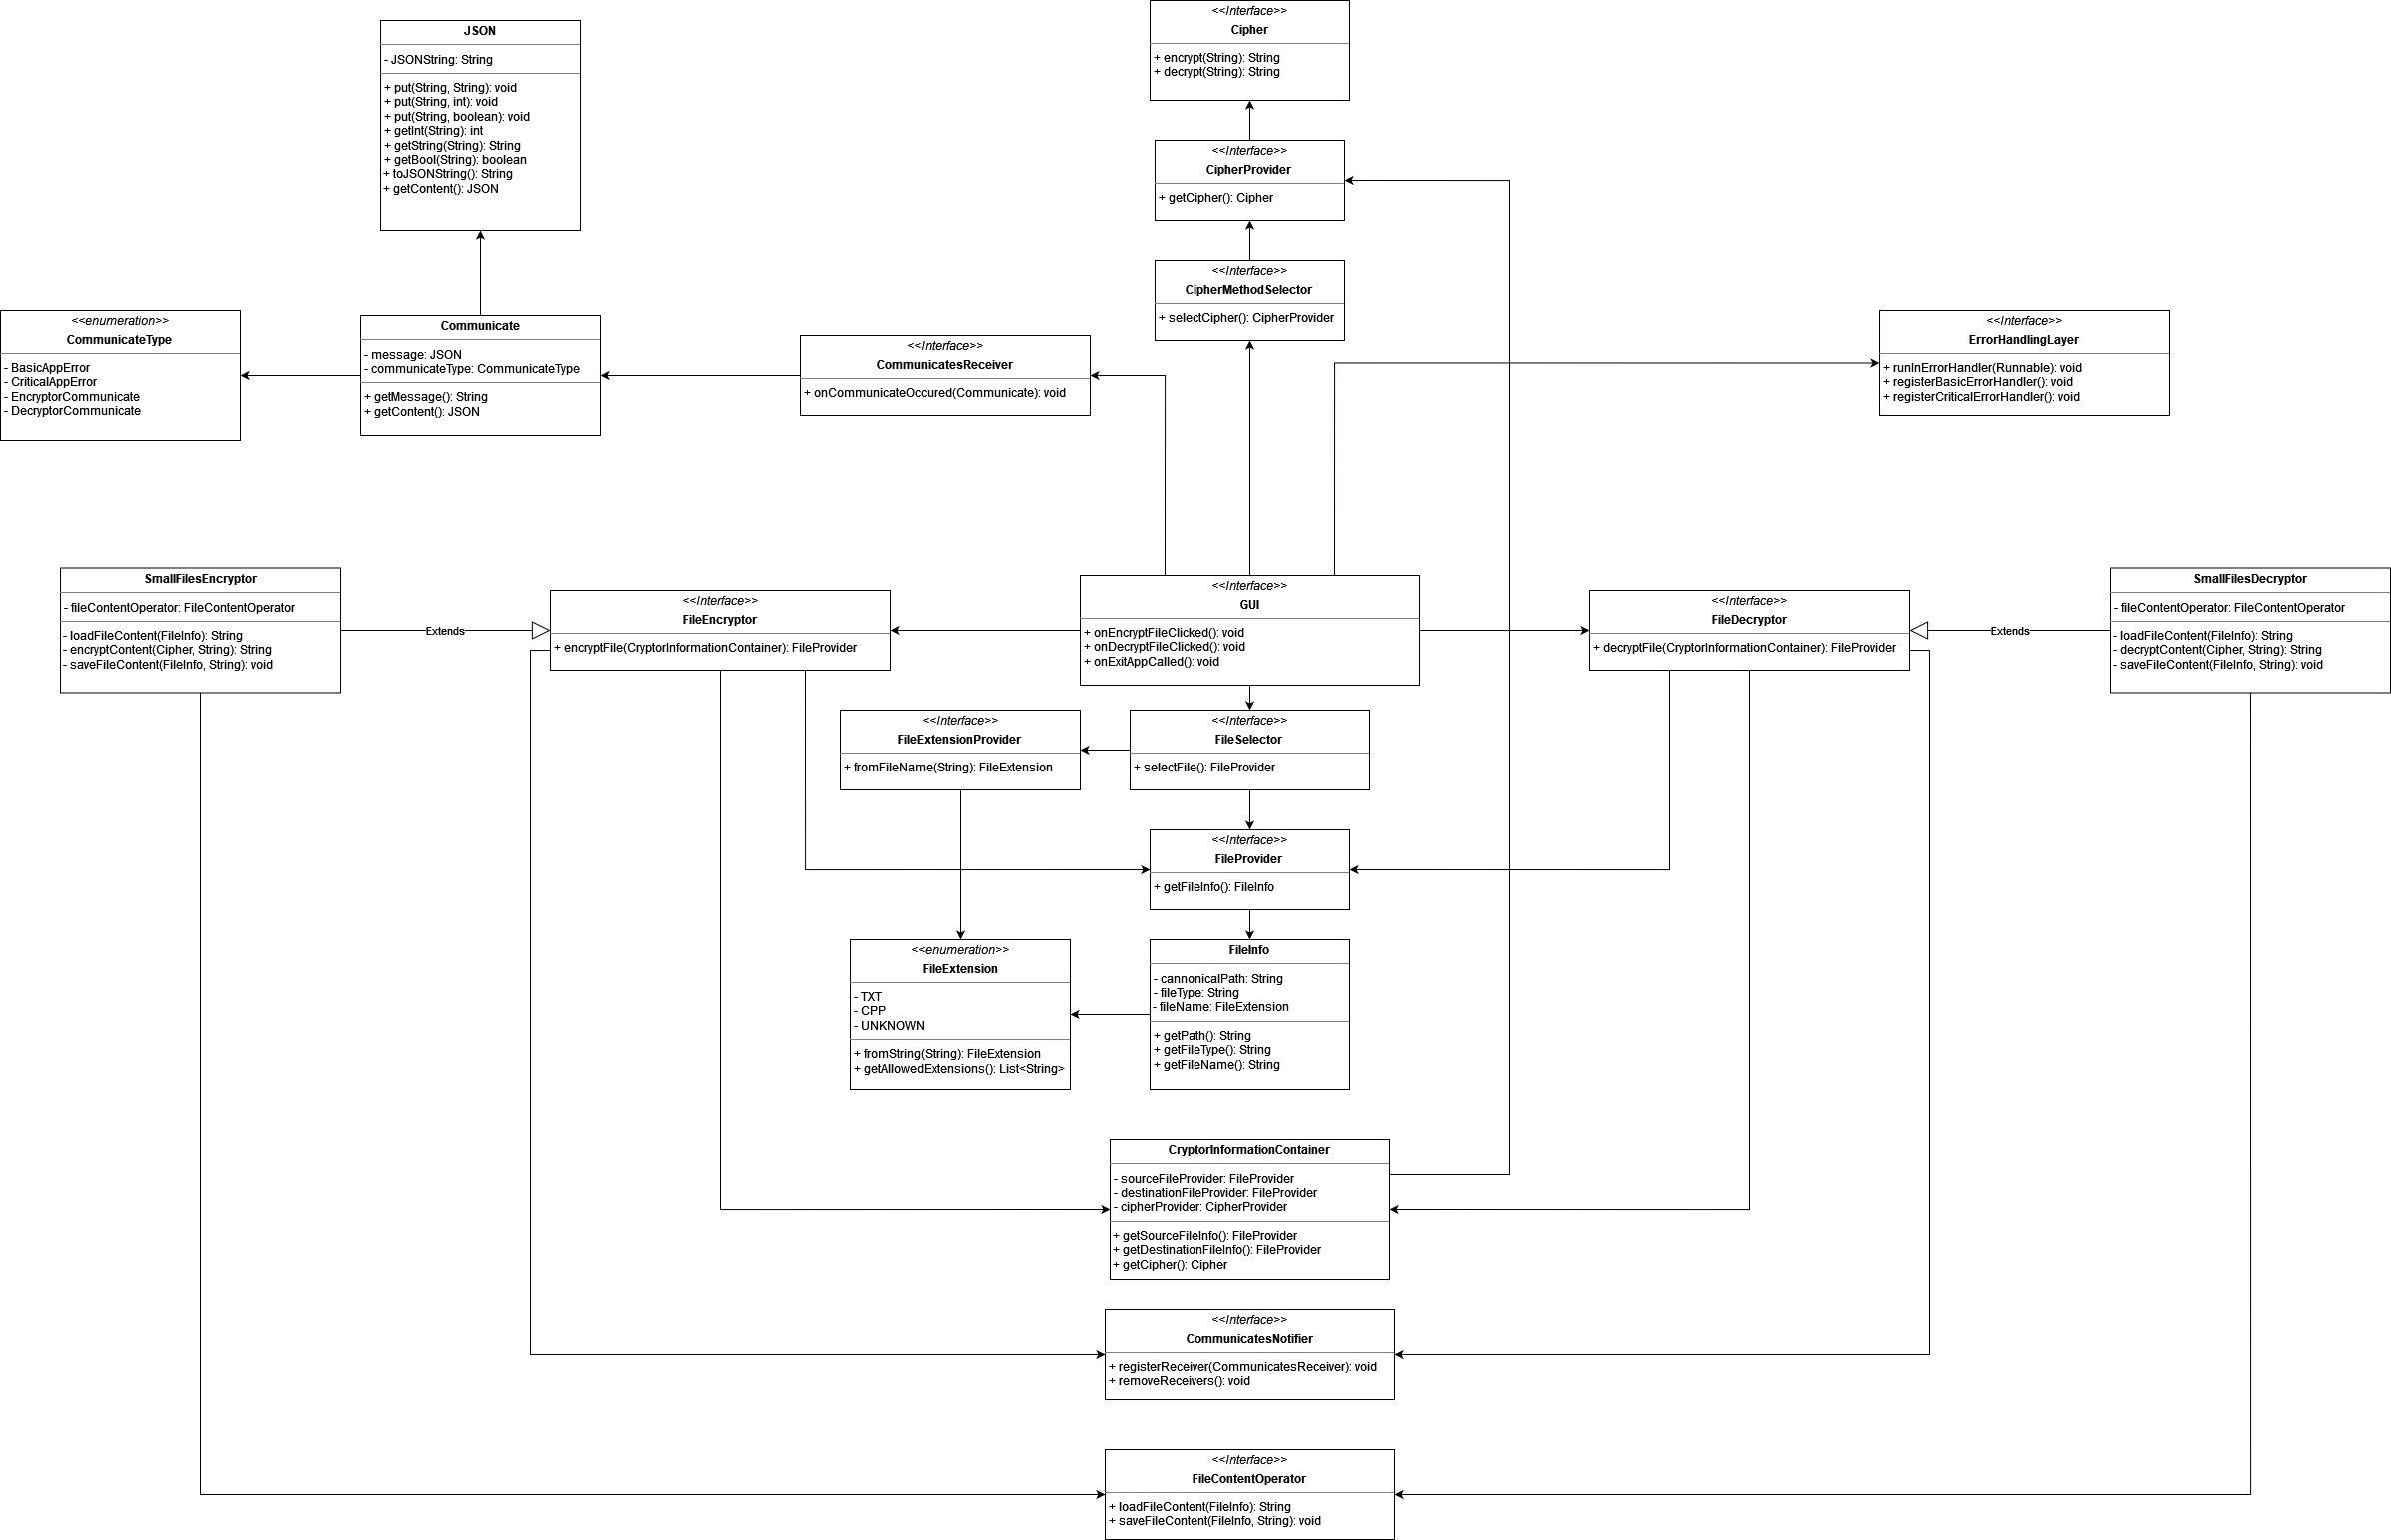 <<Interface>>
Cipher
+ encrypt(String): String
+ decrypt(String): String
JSON
- JSONString: String
+ put(String, String): void
+ put(String, int): void
+ put(String, boolean): void
+ getInt(String): int
+ getString(String): String
+ getBool(String): boolean
+ toJSONString(): String
+ getContent(): JSON
<<Interface>>
CipherProvider
+ getCipher(): Cipher
<<Interface>>
CipherMethodSelector
+ selectCipher(): CipherProvider
<<enumeration>>
CommunicateType
- BasicAppError
- CriticalAppError
- EncryptorCommunicate
- DecryptorCommunicate
Communicate
- message: JSON
- communicateType: CommunicateType
+ getMessage(): String
+ getContent(): JSON
<<Interface>>
CommunicatesReceiver
+ onCommunicateOccured(Communicate): void
<<Interface>>
ErrorHandlingLayer
+ runInErrorHandler(Runnable): void
+ registerBasicErrorHandler(): void
+ registerCriticalErrorHandler(): void
SmallFilesEncryptor
- fileContentOperator: FileContentOperator
- loadFileContent(FileInfo): String
- encryptContent(Cipher, String): String
- saveFileContent(FileInfo, String): void
Extends
<<Interface>>
FileEncryptor
+ encryptFile(CryptorInformationContainer): FileProvider
<<Interface>>
GUI
+ onEncryptFileClicked(): void
+ onDecryptFileClicked(): void
+ onExitAppCalled(): void
<<Interface>>
FileDecryptor
+ decryptFile(CryptorInformationContainer): FileProvider
Extends
SmallFilesDecryptor
- fileContentOperator: FileContentOperator
- loadFileContent(FileInfo): String
- decryptContent(Cipher, String): String
- saveFileContent(FileInfo, String): void
<<Interface>>
FileExtensionProvider
+ fromFileName(String): FileExtension
<<Interface>>
FileSelector
+ selectFile(): FileProvider
<<Interface>>
FileProvider
+ getFileInfo(): FileInfo
<<enumeration>>
FileExtension
- TXT
- CPP
- UNKNOWN
+ fromString(String): FileExtension
+ getAllowedExtensions(): List<String>
FileInfo
- cannonicalPath: String
- fileType: String
- fileName: FileExtension
+ getPath(): String
+ getFileType(): String
+ getFileName(): String
CryptorInformationContainer
- sourceFileProvider: FileProvider
- destinationFileProvider: FileProvider
- cipherProvider: CipherProvider
+ getSourceFileInfo(): FileProvider
+ getDestinationFileInfo(): FileProvider
+ getCipher(): Cipher
<<Interface>>
CommunicatesNotifier
+ registerReceiver(CommunicatesReceiver): void
+ removeReceivers(): void
<<Interface>>
FileContentOperator
+ loadFileContent(FileInfo): String
+ saveFileContent(FileInfo, String): void